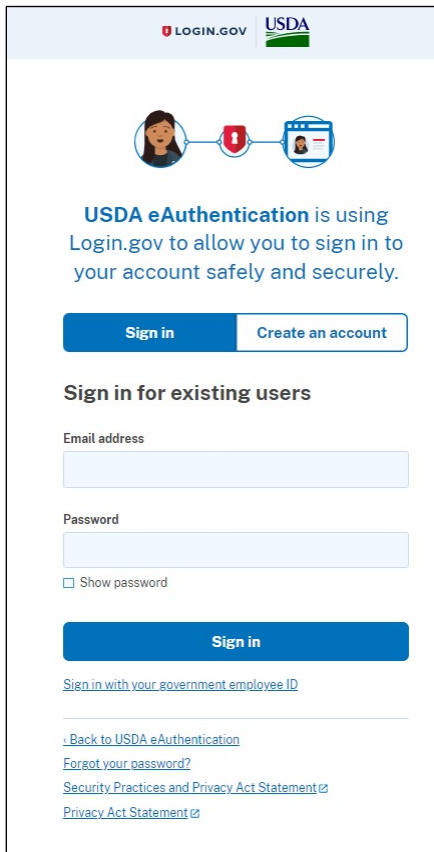 LOGIN.GOV USDA
USDA eAuthentication is using
Login.gov to allow you to sign in to
your account safely and securely.
Sign in Create an account
Sign in for existing users
Email address
Password
Show password
Sign in
Sign in with your government employee ID
‹ Back to USDA eAuthentication
Forgot your password?
Security Practices and Privacy Act Statement
Privacy Act Statement